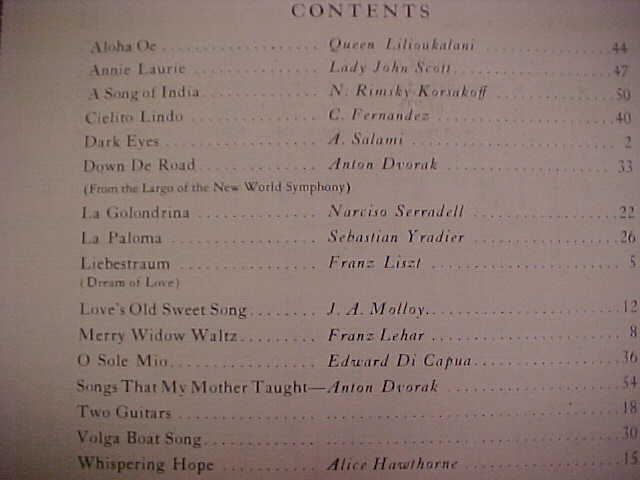 CONTENTS
Aloha Oe .................. Queen Lilioukalani .............. 44
Annie Laurie .............. Lady John Scott ................. 47
A Song of India ........... N. Rimsky Korsakoff ............. 50
Cielito Lindo ............. C. Fernandez .................... 40
Dark Eyes ................. A. Salami ....................... 2
Down De Road .............. Anton Dvorak .................... 33
(From the Largo of the New World Symphony)
La Golondrina ............. Narciso Serradell ............... 22
La Paloma ................. Sebastian Yradier ............... 26
Liebestraum ............... Franz Liszt ..................... 5
(Dream of Love)
Love's Old Sweet Song ..... J. A. Molloy .................... 12
Merry Widow Waltz ......... Franz Lehar ..................... 8
O Sole Mio ................ Edward Di Capua ................. 36
Songs That My Mother Taught—Anton Dvorak .................... 54
Two Guitars ................................................. 18
Volga Boat Song ............................................. 30
Whispering Hope ........... Alice Hawthorne ................. 15